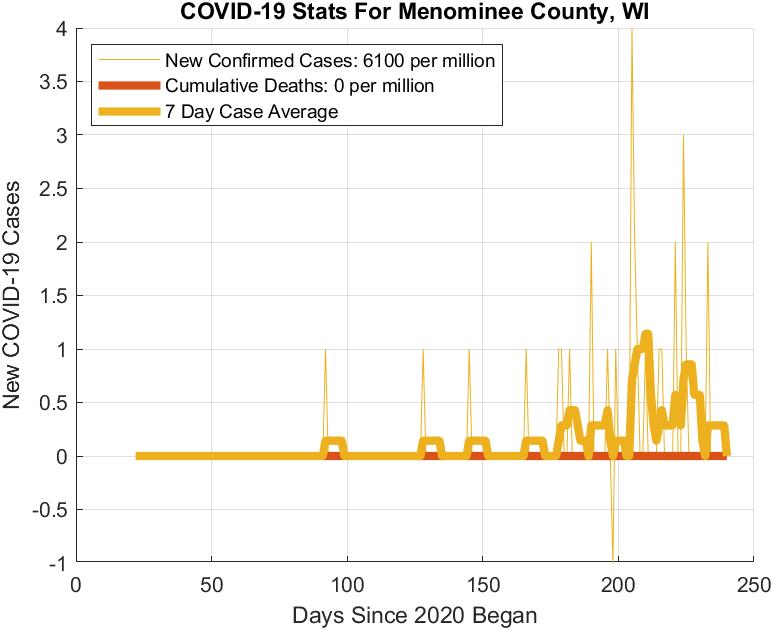 COVID-19 Stats For Menominee County, WI
New Confirmed Cases: 6100 per million
Cumulative Deaths: 0 per million
7 Day Case Average
New COVID-19 Cases
4
3.5
3
2.5
2
1.5
1
0.5
0
-0.5
-1
0 50 100 150 200 250
Days Since 2020 Began